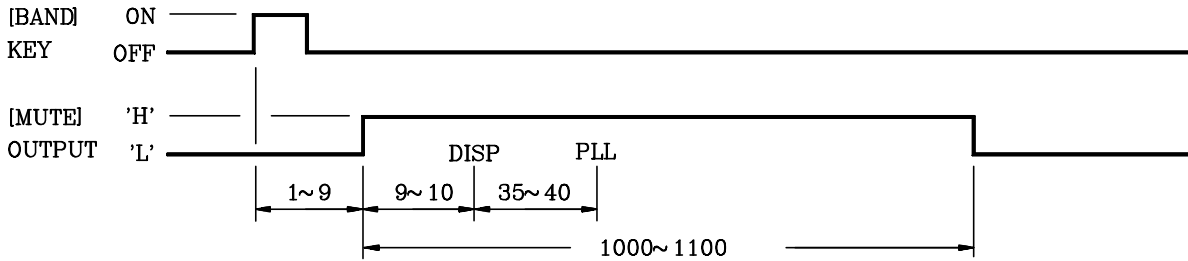 [BAND] ON
KEY OFF
[MUTE] 'H'
OUTPUT 'L'
DISP PLL
1~9 9~10 35~40
1000~1100